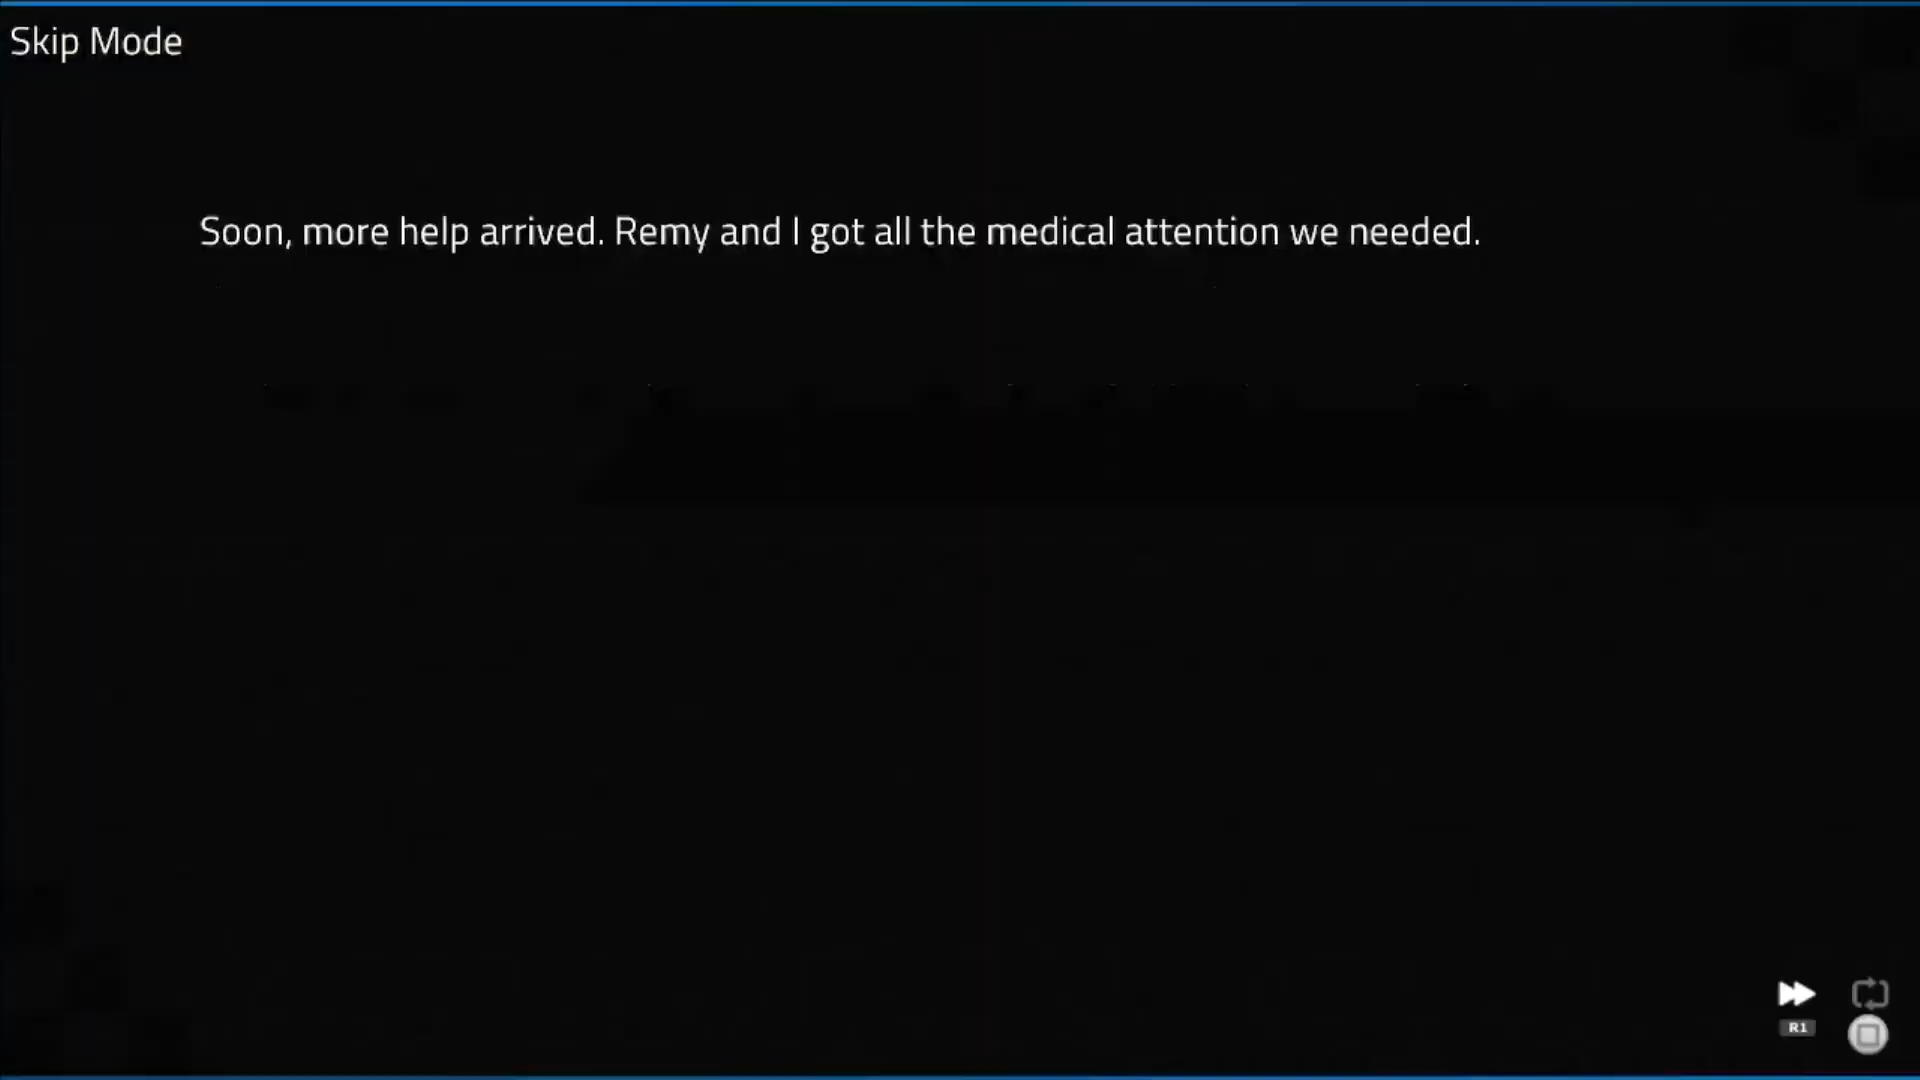 Skip Mode
Soon, more help arrived. Remy and I got all the medical attention we needed.
R1